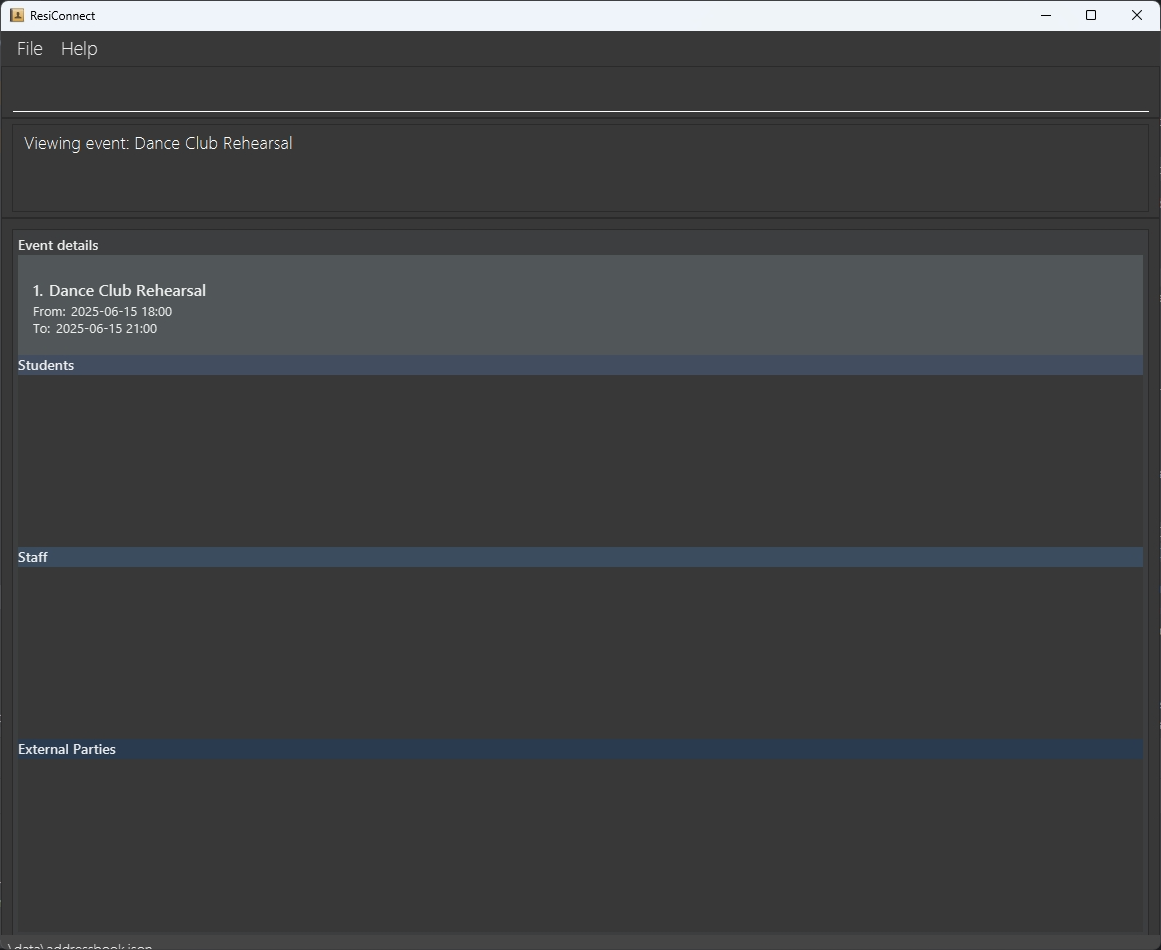 ResiConnect
File Help
Viewing event: Dance Club Rehearsal
Event details
1. Dance Club Rehearsal
From: 2025-06-15 18:00
To: 2025-06-15 21:00
Students
Staff
External Parties
\data\addressbook.json